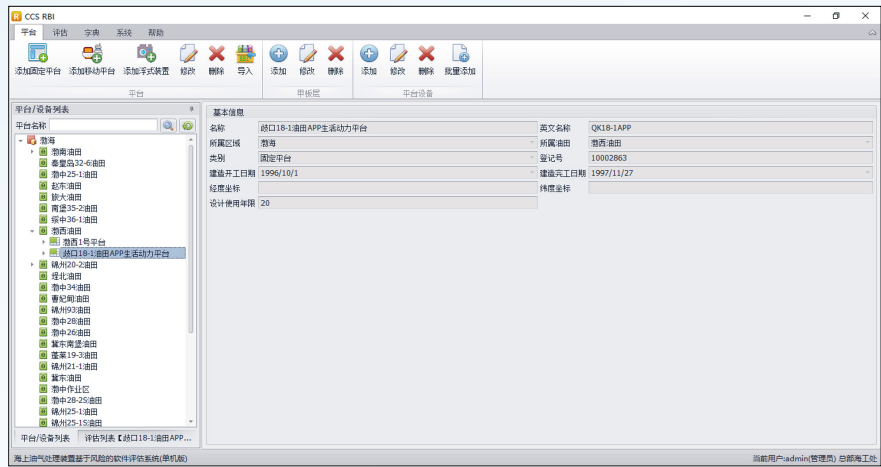 CCS RBI
平台 评估 字典 系统 帮助
添加固定平台 添加移动平台 添加浮式装置 修改 删除 导入 添加 修改 删除 添加 修改 删除 批量添加
平台 甲板层 平台设备
平台/设备列表
平台名称
渤海
渤南油田
秦皇岛32-6油田
渤中25-1油田
赵东油田
旅大油田
南堡35-2油田
绥中36-1油田
渤西油田
渤西1号平台
歧口18-1油田APP生活动力平台
锦州20-2油田
埕北油田
渤中34油田
曹妃甸油田
锦州93油田
渤中28油田
渤中26油田
冀东南堡油田
蓬莱19-3油田
锦州21-1油田
冀东油田
渤中作业区
渤中28-2S油田
锦州25-1油田
锦州25-1S油田
平台/设备列表 评估列表【歧口18-1油田APP...
基本信息
名称 歧口18-1油田APP生活动力平台 英文名称 QK18-1APP
所属区域 渤海 所属油田 渤西油田
类别 固定平台 登记号 10002863
建造开工日期 1996/10/1 建造完工日期 1997/11/27
经度坐标 纬度坐标
设计使用年限 20
海上油气处理装置基于风险的软件评估系统(单机版) 当前用户:admin(管理员) 总部海工处